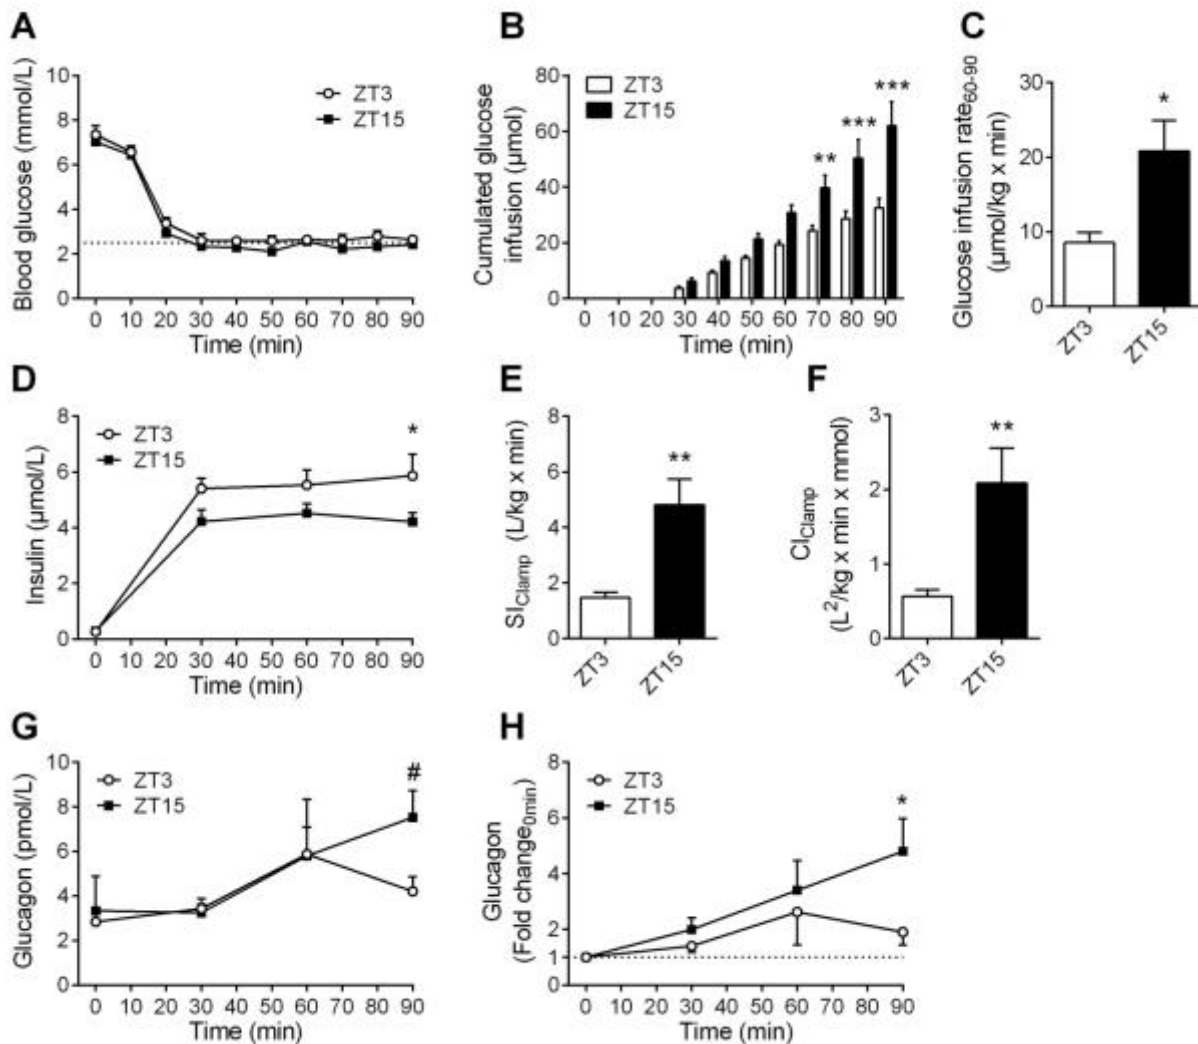 A
Blood glucose (mmol/L)
10
8
6
4
2
0
ZT3
ZT15
0 10 20 30 40 50 60 70 80 90
Time (min)
B
Cumulated glucose
infusion (µmol)
80
60
40
20
0
ZT3
ZT15
** *** ***
0 10 20 30 40 50 60 70 80 90
Time (min)
C
Glucose infusion rate60-90
(µmol/kg x min)
30
20
10
0
*
ZT3 ZT15
D
Insulin (µmol/L)
8
6
4
2
0
ZT3
ZT15
*
0 10 20 30 40 50 60 70 80 90
Time (min)
E
SIClamp (L/kg x min)
8
6
4
2
0
**
ZT3 ZT15
F
CIClamp
(L²/kg x min x mmol)
3
2
1
0
**
ZT3 ZT15
G
Glucagon (pmol/L)
10
8
6
4
2
0
ZT3
ZT15
#
0 10 20 30 40 50 60 70 80 90
Time (min)
H
Glucagon
(Fold change0min)
8
6
4
2
1
0
ZT3
ZT15
*
0 10 20 30 40 50 60 70 80 90
Time (min)